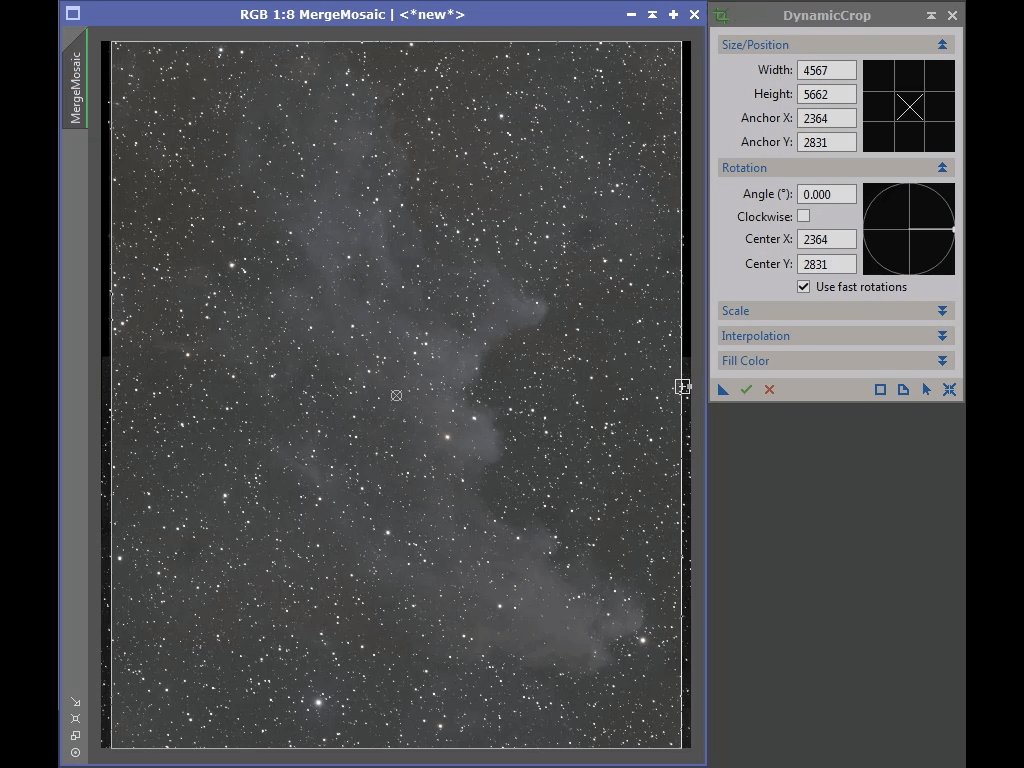 RGB 1:8 MergeMosaic | <*new*>
MergeMosaic
DynamicCrop
Size/Position
Width: 4567
Height: 5662
Anchor X: 2364
Anchor Y: 2831
Rotation
Angle (°): 0.000
Clockwise:
Center X: 2364
Center Y: 2831
Use fast rotations
Scale
Interpolation
Fill Color